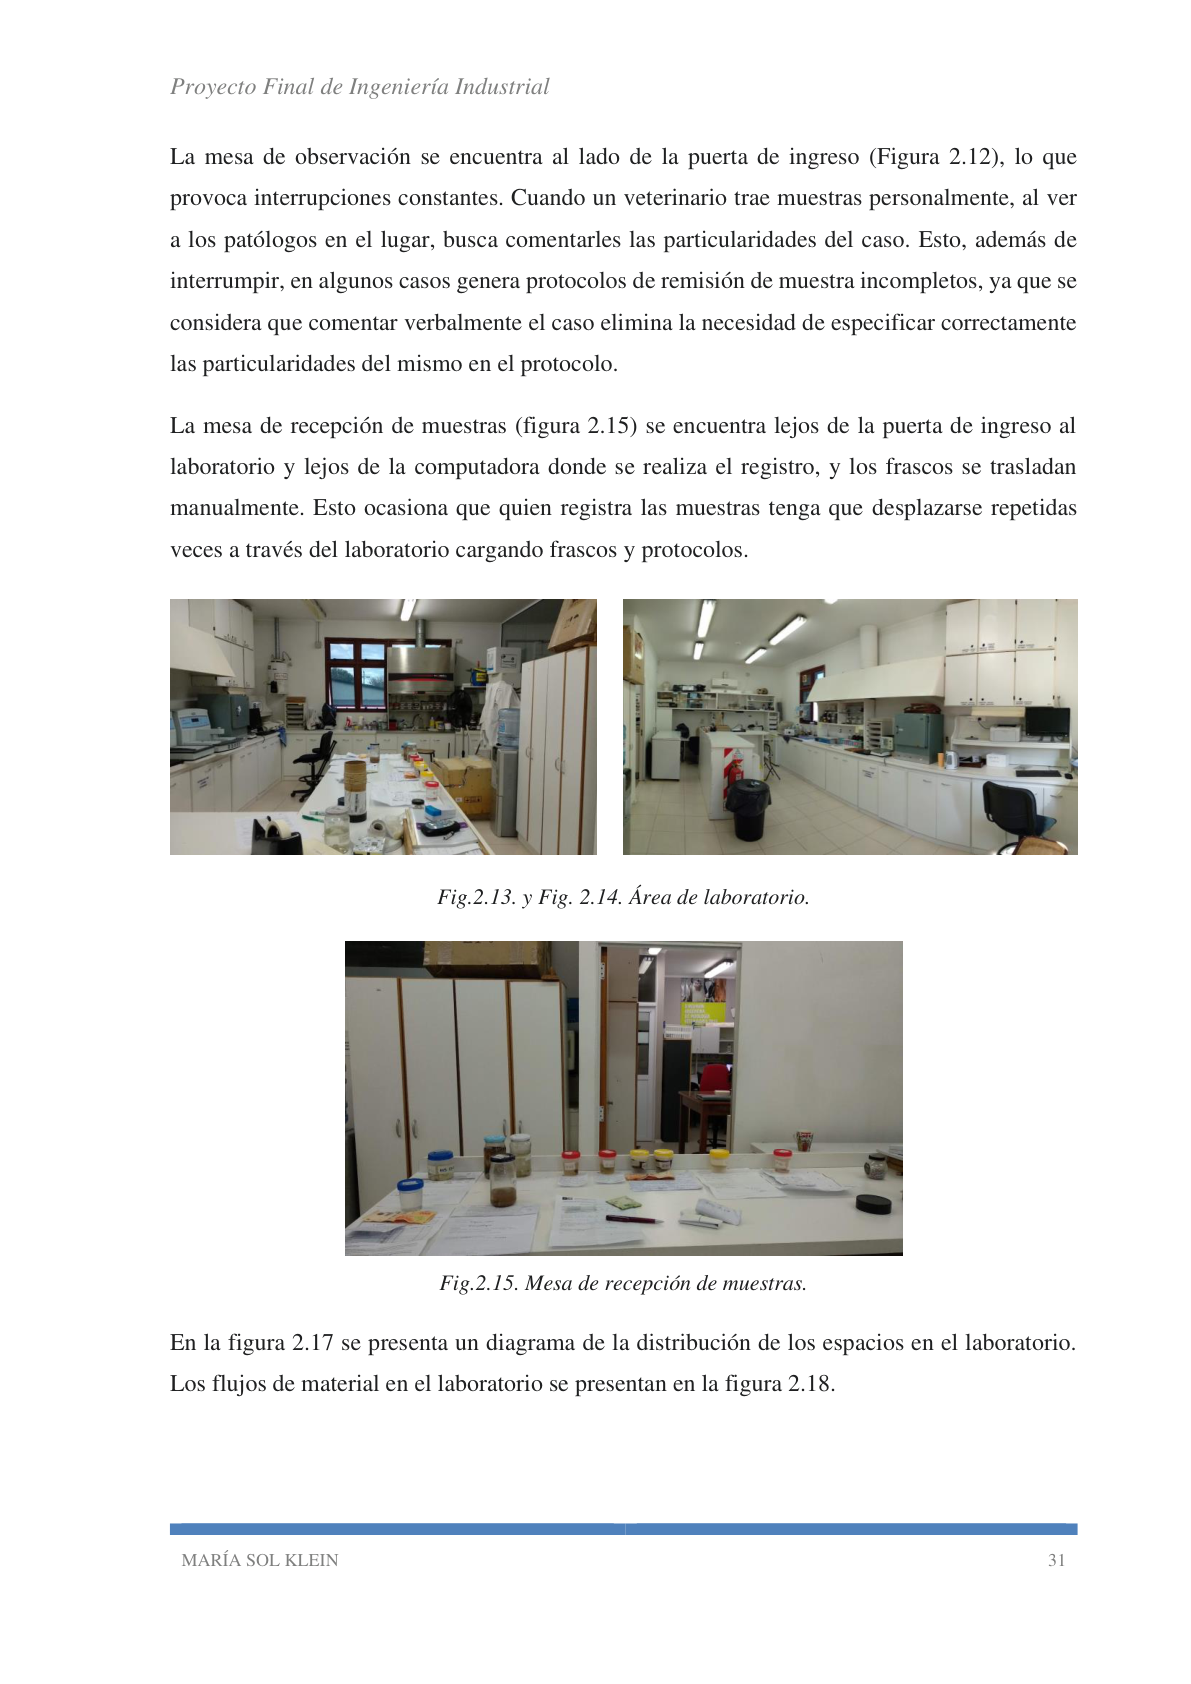 Proyecto Final de Ingeniería Industrial
La mesa de observación se encuentra al lado de la puerta de ingreso (Figura 2.12), lo que
provoca interrupciones constantes. Cuando un veterinario trae muestras personalmente, al ver
a los patólogos en el lugar, busca comentarles las particularidades del caso. Esto, además de
interrumpir, en algunos casos genera protocolos de remisión de muestra incompletos, ya que se
considera que comentar verbalmente el caso elimina la necesidad de especificar correctamente
las particularidades del mismo en el protocolo.
La mesa de recepción de muestras (figura 2.15) se encuentra lejos de la puerta de ingreso al
laboratorio y lejos de la computadora donde se realiza el registro, y los frascos se trasladan
manualmente. Esto ocasiona que quien registra las muestras tenga que desplazarse repetidas
veces a través del laboratorio cargando frascos y protocolos.
Fig.2.13. y Fig. 2.14. Área de laboratorio.
Fig.2.15. Mesa de recepción de muestras.
En la figura 2.17 se presenta un diagrama de la distribución de los espacios en el laboratorio.
Los flujos de material en el laboratorio se presentan en la figura 2.18.
MARÍA SOL KLEIN 31